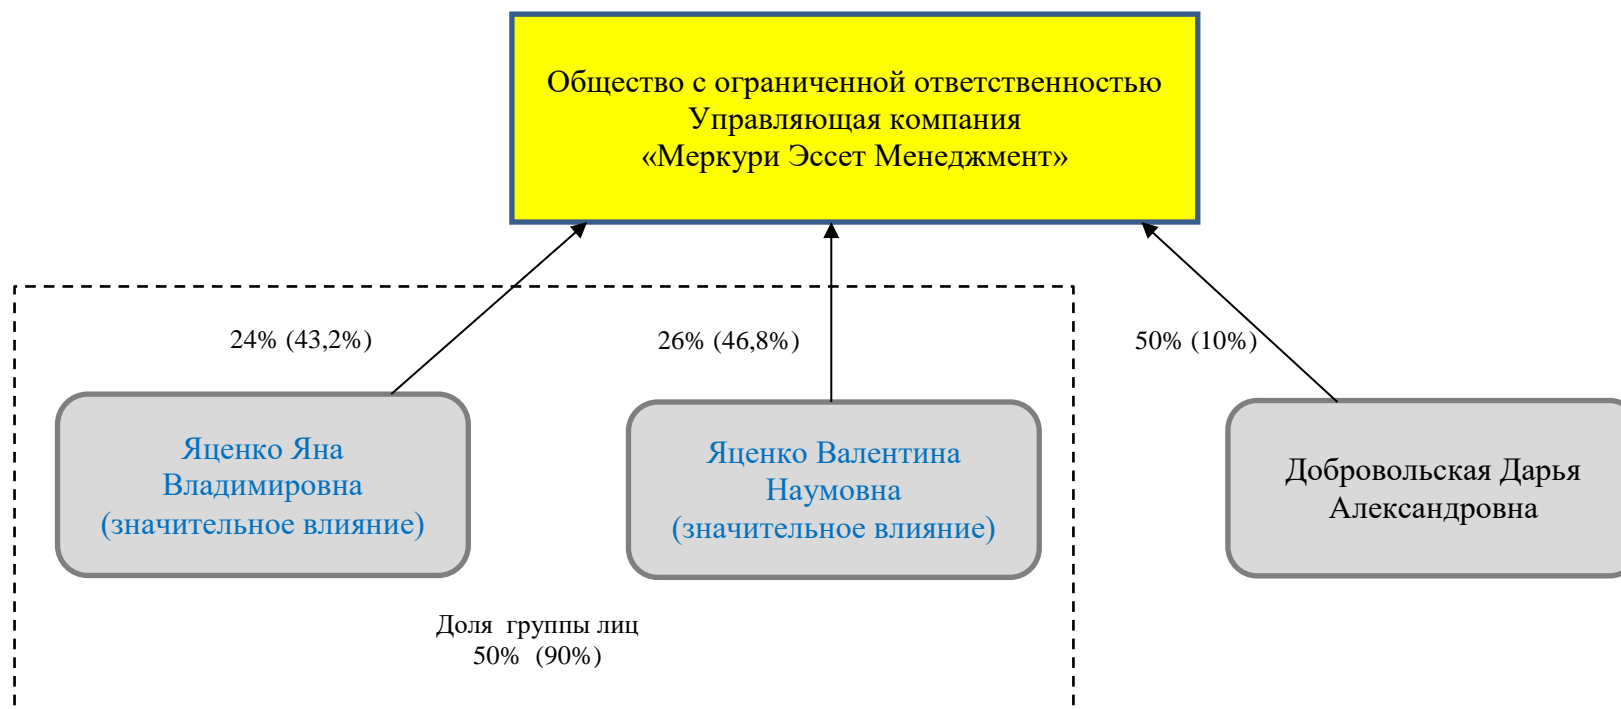 Общество с ограниченной ответственностью
Управляющая компания
«Меркури Эссет Менеджмент»
24% (43,2%)
26% (46,8%)
50% (10%)
Яценко Яна
Владимировна
(значительное влияние)
Яценко Валентина
Наумовна
(значительное влияние)
Добровольская Дарья
Александровна
Доля группы лиц
50% (90%)